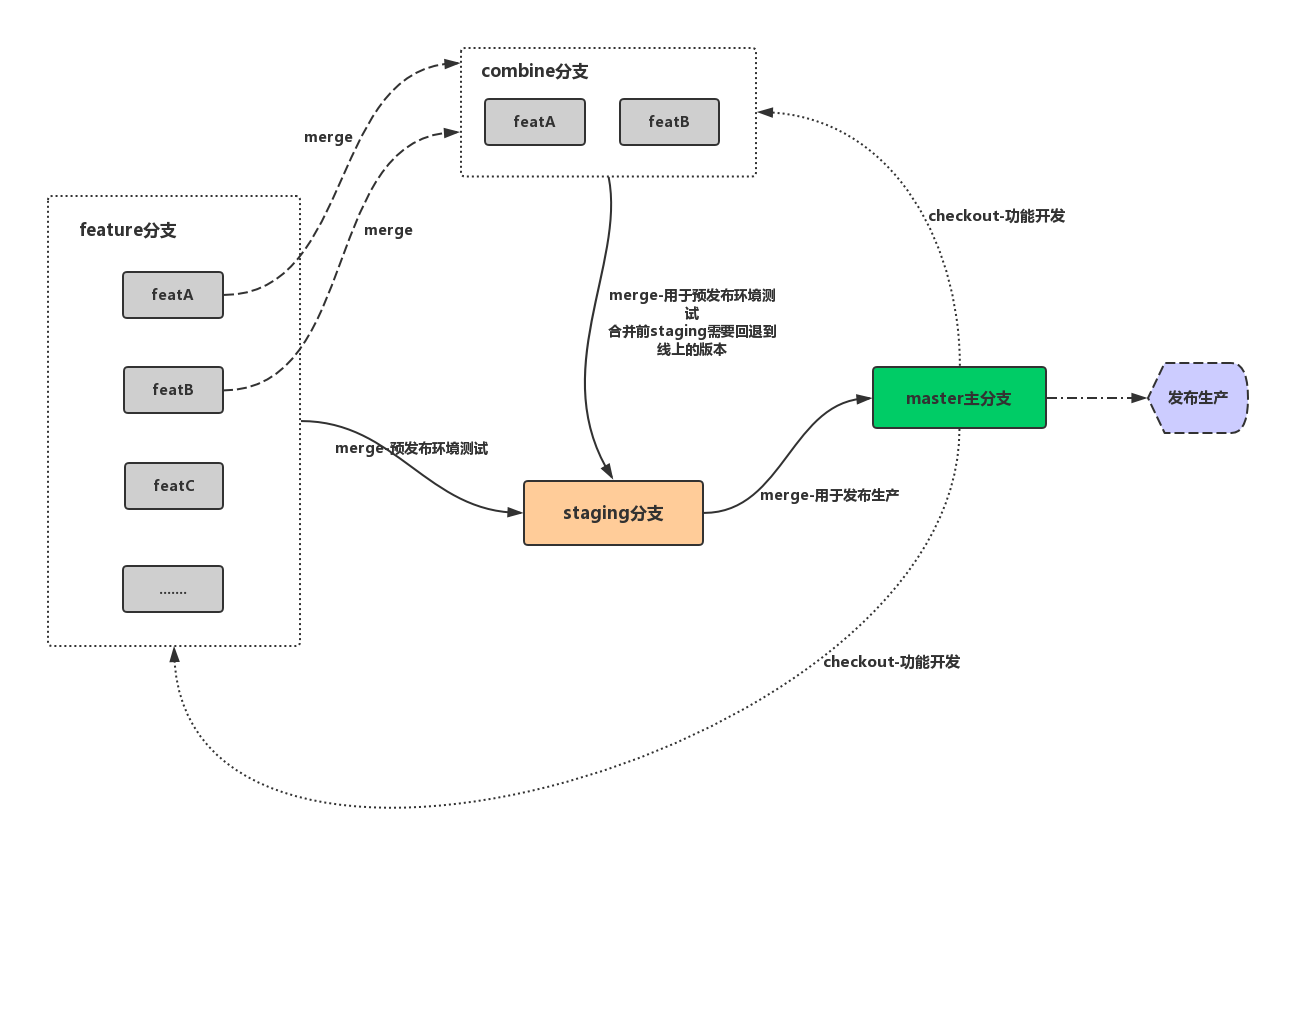 combine分支
featA
featB
merge
checkout-功能开发
feature分支
merge
featA
merge-用于预发布环境测
试
合并前staging需要回退到
线上的版本
featB
master主分支
发布生产
merge-预发布环境测试
featC
merge-用于发布生产
staging分支
.......
checkout-功能开发